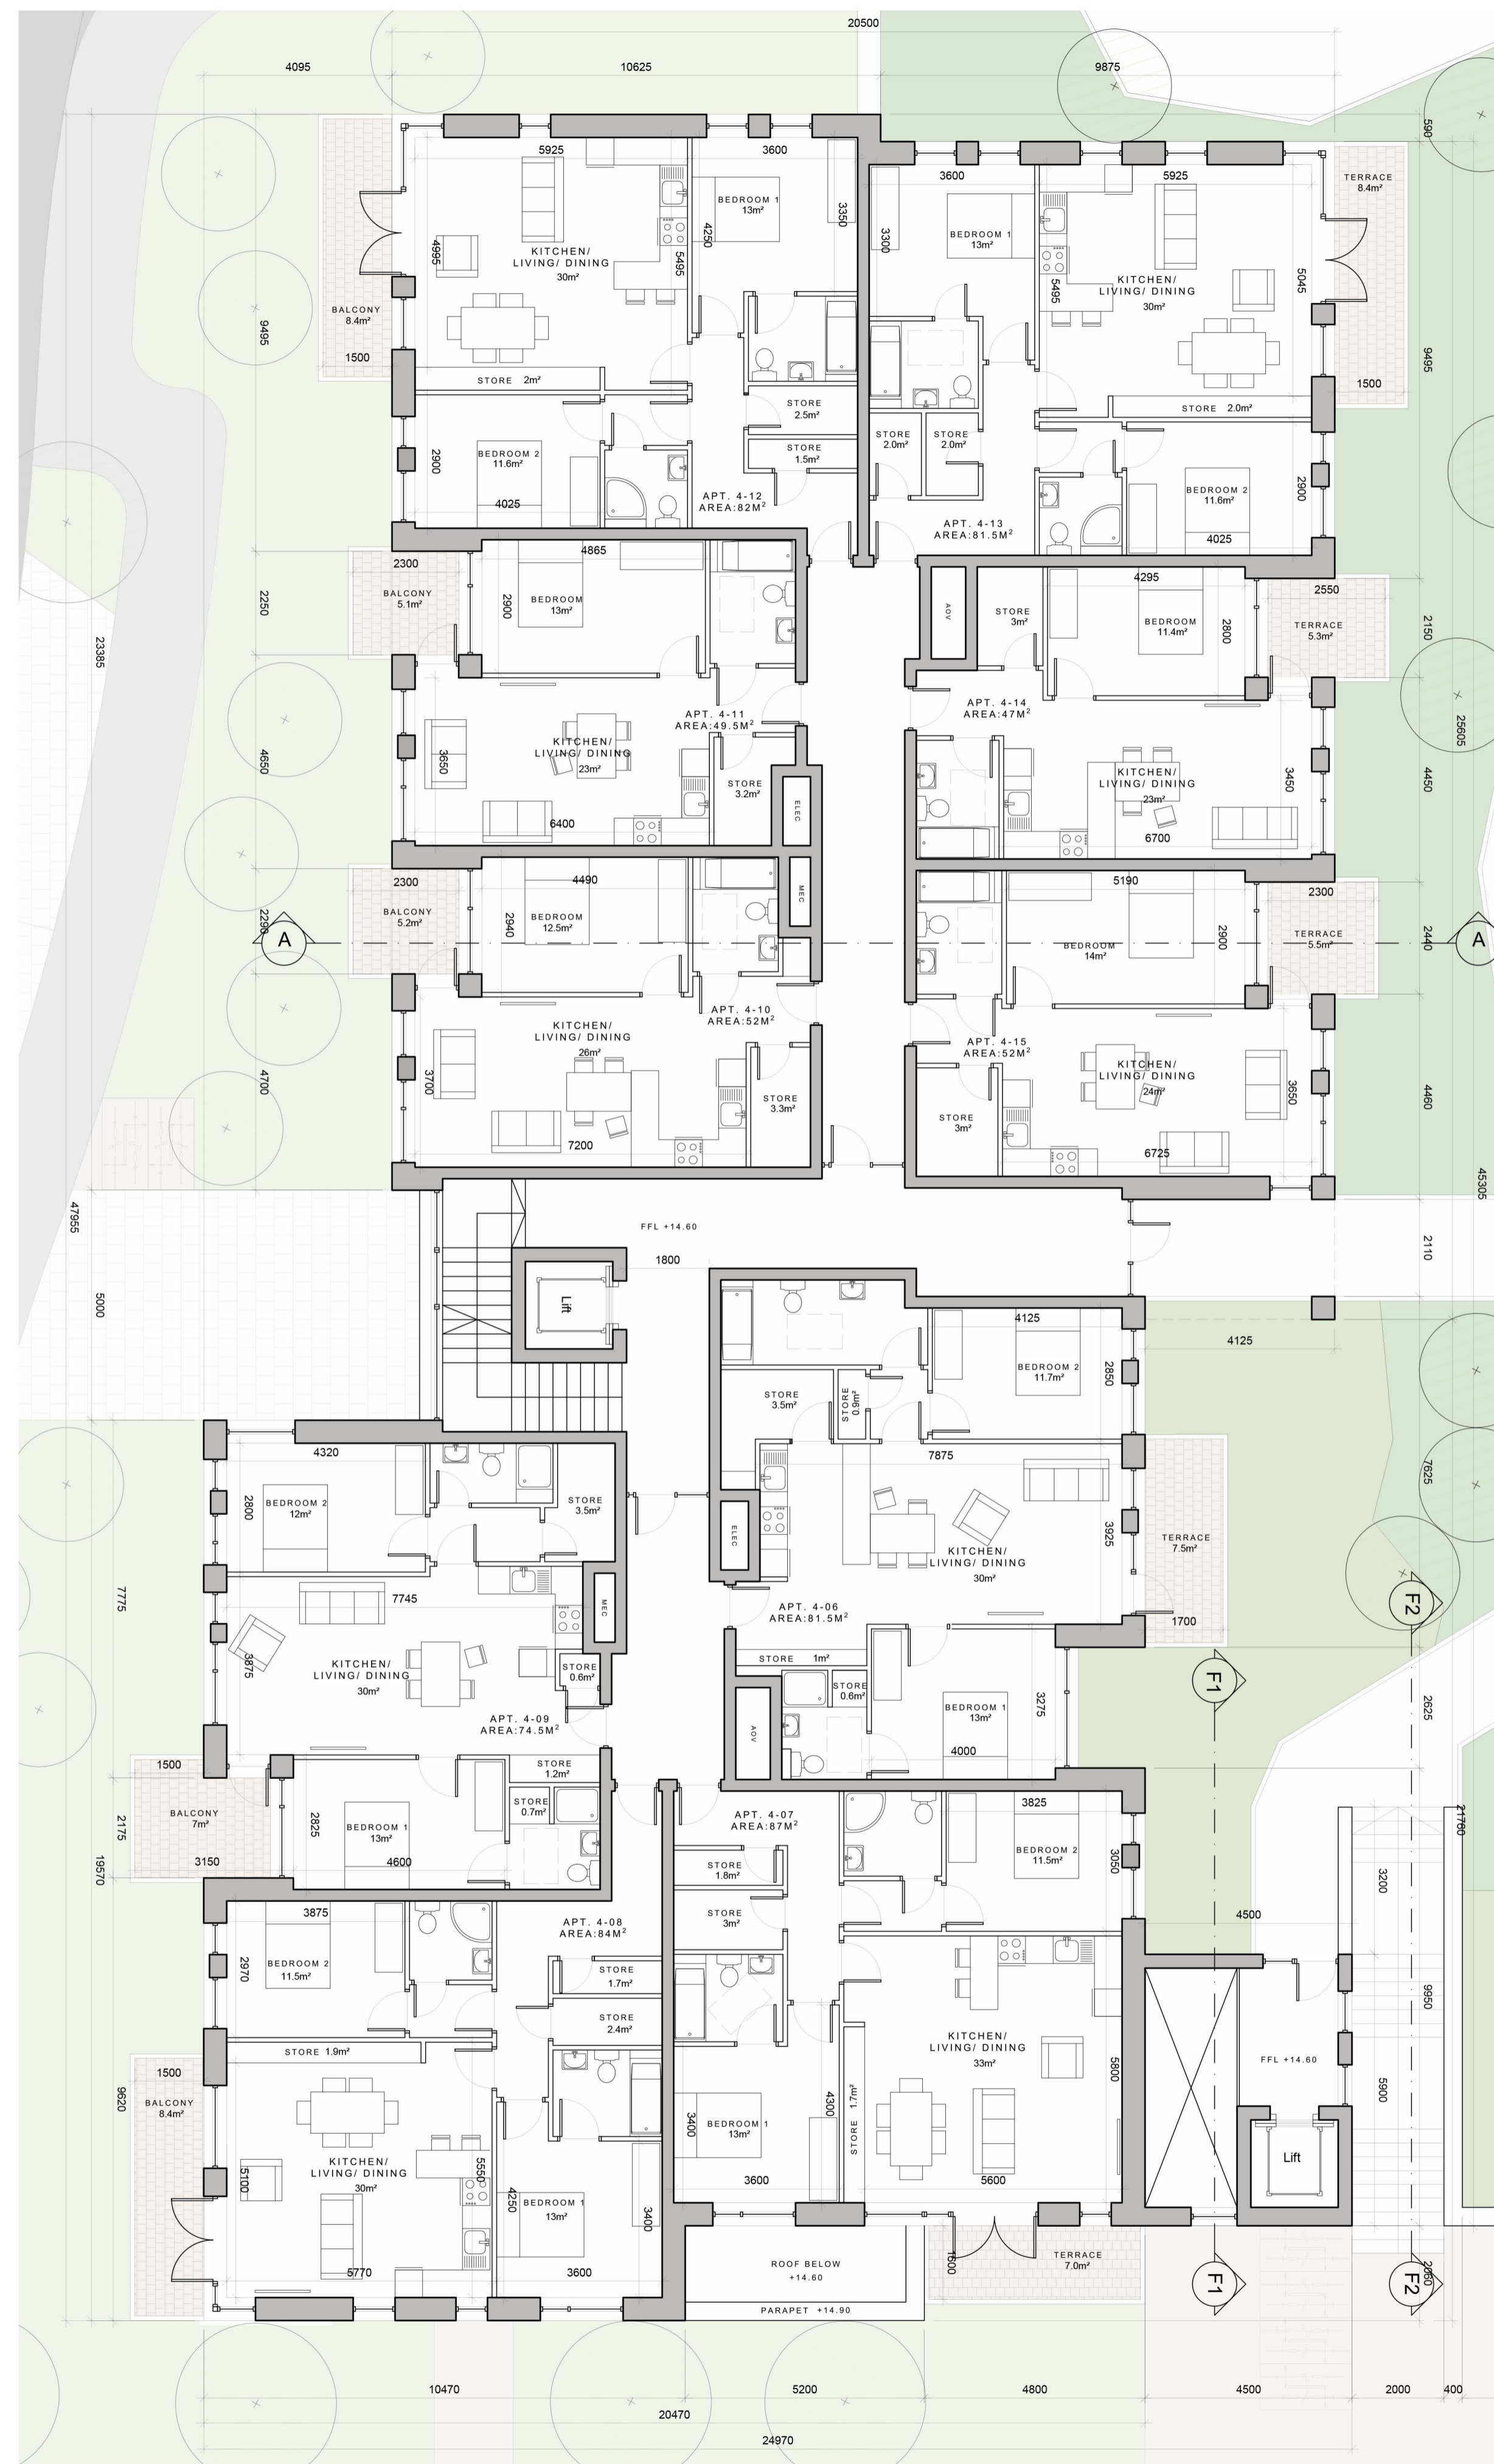 20500
4095
10625
9875
590
5925
3600
3600
5925
TERRACE
8.4m²
BEDROOM 1
13m²
3350
4250
4995
5495
KITCHEN/
LIVING/ DINING
30m²
BEDROOM 1
13m²
3300
5495
5045
KITCHEN/
LIVING/ DINING
30m²
BALCONY
8.4m²
1500
9495
9495
1500
STORE 2m²
STORE
2.5m²
STORE
1.5m²
STORE 2.0m²
STORE
2.0m²
STORE
2.0m²
BEDROOM 2
11.6m²
2900
4025
APT. 4-12
AREA:82M²
APT. 4-13
AREA:81.5M²
BEDROOM 2
11.6m²
2900
4025
2300
BALCONY
5.1m²
2250
4865
2900
BEDROOM
13m²
AOV
STORE
3m²
4295
BEDROOM
11.4m²
2800
2550
TERRACE
5.3m²
2150
23385
25605
APT. 4-11
AREA:49.5M²
APT. 4-14
AREA:47M²
KITCHEN/
LIVING/ DINING
23m²
3650
4650
6400
STORE
3.2m²
ELEC
KITCHEN/
LIVING/ DINING
23m²
3450
4450
6700
2300
BALCONY
5.2m²
2290
A
4490
2940
BEDROOM
12.5m²
MEC
5190
BEDROOM
14m²
2900
2300
TERRACE
5.5m²
2440
A
APT. 4-10
AREA:52M²
APT. 4-15
AREA:52M²
KITCHEN/
LIVING/ DINING
26m²
3700
4700
7200
STORE
3.3m²
STORE
3m²
KITCHEN/
LIVING/ DINING
24m²
3650
4460
6725
45305
47955
FFL +14.60
1800
2110
5000
Lift
4125
4125
BEDROOM 2
11.7m²
2850
STORE
3.5m²
STORE
0.9m²
7625
7875
ELEC
KITCHEN/
LIVING/ DINING
30m²
3925
TERRACE
7.5m²
1700
4320
BEDROOM 2
12m²
2800
STORE
3.5m²
7775
7745
MEC
KITCHEN/
LIVING/ DINING
30m²
3875
STORE
0.6m²
APT. 4-09
AREA:74.5M²
APT. 4-06
AREA:81.5M²
STORE 1m²
STORE
0.6m²
AOV
BEDROOM 1
13m²
3275
4000
F1
F2
2625
1500
BALCONY
7m²
2175
3150
19570
2825
BEDROOM 1
13m²
4600
STORE
1.2m²
STORE
0.7m²
APT. 4-07
AREA:87M²
3825
BEDROOM 2
11.5m²
3050
STORE
1.8m²
STORE
3m²
21760
3200
4500
3875
BEDROOM 2
11.5m²
2970
APT. 4-08
AREA:84M²
STORE
1.7m²
STORE
2.4m²
STORE 1.9m²
1500
BALCONY
8.4m²
9620
KITCHEN/
LIVING/ DINING
30m²
5100
5550
5770
4250
BEDROOM 1
13m²
3400
3600
KITCHEN/
LIVING/ DINING
33m²
5800
STORE 1.7m²
4300
3400
BEDROOM 1
13m²
3600
5600
9950
FFL +14.60
5900
Lift
ROOF BELOW
+14.60
PARAPET +14.90
1600
TERRACE
7.0m²
F1
F2
2060
10470
5200
4800
4500
2000
400
20470
24970